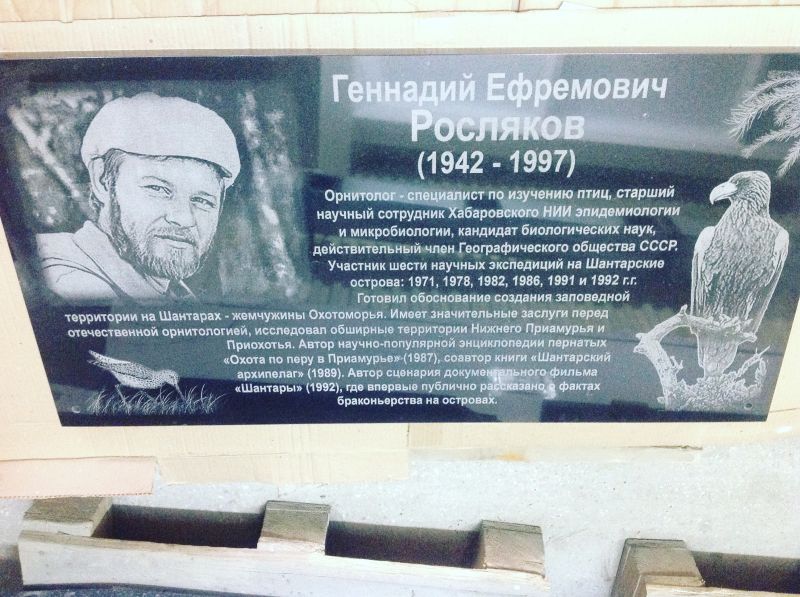 Геннадий Ефремович
Росляков
(1942 - 1997)
Орнитолог - специалист по изучению птиц, старший
научный сотрудник Хабаровского НИИ эпидемиологии
и микробиологии, кандидат биологических наук,
действительный член Географического общества СССР.
Участник шести научных экспедиций на Шантарские
острова: 1971, 1978, 1982, 1986, 1991 и 1992 г.г.
Готовил обоснование создания заповедной
территории на Шантарах - жемчужины Охотоморья. Имеет значительные заслуги перед
отечественной орнитологией, исследовал обширные территории Нижнего Приамурья и
Приохотья. Автор научно-популярной энциклопедии пернатых
«Охота по перу в Приамурье» (1987), соавтор книги «Шантарский
архипелаг» (1989). Автор сценария документального фильма
«Шантары» (1992), где впервые публично рассказано о фактах
браконьерства на островах.